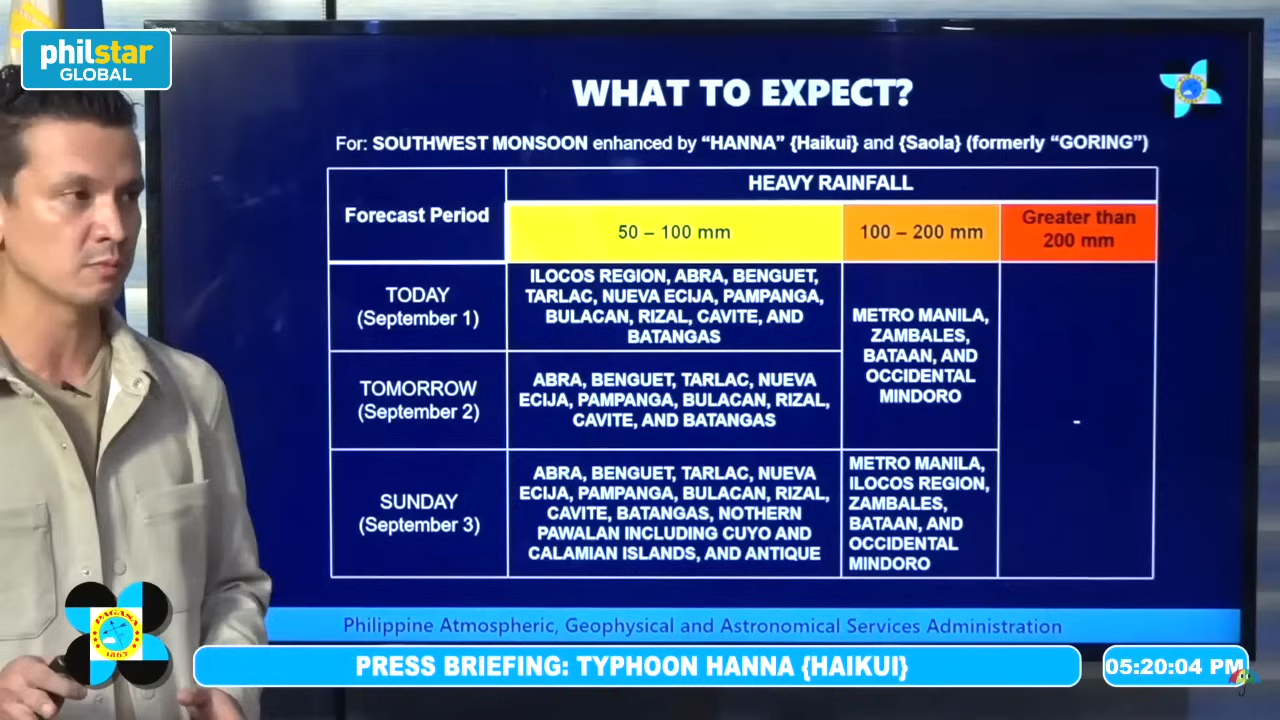 philstar
GLOBAL
WHAT TO EXPECT?
For: SOUTHWEST MONSOON enhanced by “HANNA” {Haikui} and {Saola} (formerly “GORING”)
Forecast Period
HEAVY RAINFALL
50 – 100 mm
100 – 200 mm
Greater than
200 mm
TODAY
(September 1)
ILOCOS REGION, ABRA, BENGUET,
TARLAC, NUEVA ECIJA, PAMPANGA,
BULACAN, RIZAL, CAVITE, AND
BATANGAS
METRO MANILA,
ZAMBALES,
BATAAN, AND
OCCIDENTAL
MINDORO
-
TOMORROW
(September 2)
ABRA, BENGUET, TARLAC, NUEVA
ECIJA, PAMPANGA, BULACAN, RIZAL,
CAVITE, AND BATANGAS
SUNDAY
(September 3)
ABRA, BENGUET, TARLAC, NUEVA
ECIJA, PAMPANGA, BULACAN, RIZAL,
CAVITE, BATANGAS, NOTHERN
PAWALAN INCLUDING CUYO AND
CALAMIAN ISLANDS, AND ANTIQUE
METRO MANILA,
ILOCOS REGION,
ZAMBALES,
BATAAN, AND
OCCIDENTAL
MINDORO
Philippine Atmospheric, Geophysical and Astronomical Services Administration
PAGASA
1865
PRESS BRIEFING: TYPHOON HANNA {HAIKUI}
05:20:04 PM